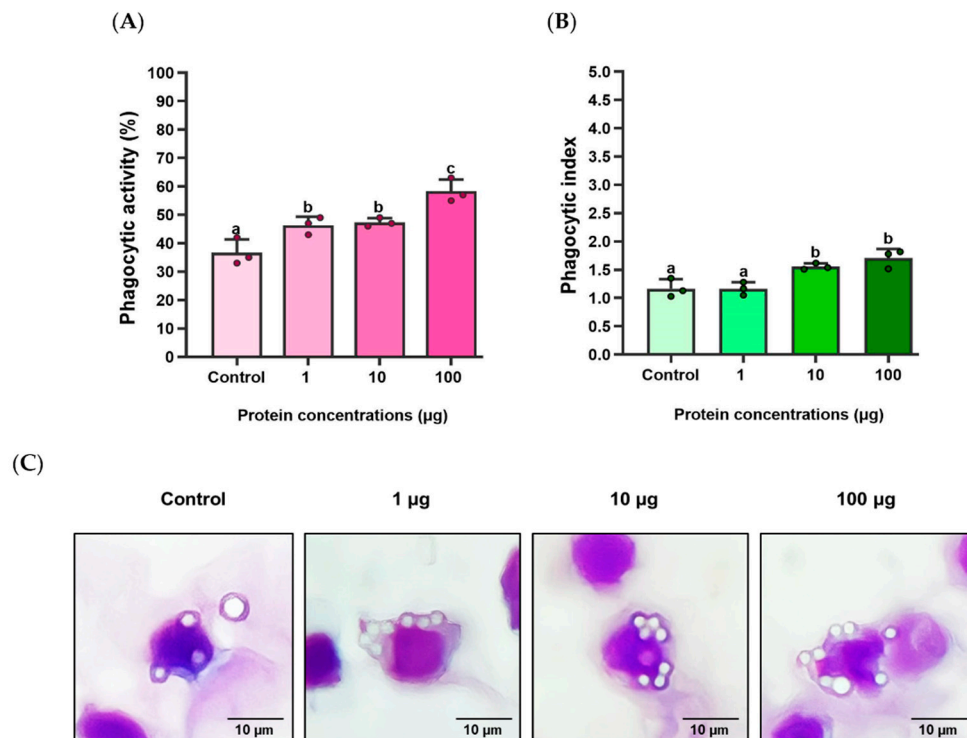 (A)
Phagocytic activity (%)
100
90
80
70
60
50
40
30
20
10
0
a
b
b
c
Control 1 10 100
Protein concentrations (µg)
(B)
Phagocytic index
5.0
4.5
4.0
3.5
3.0
2.5
2.0
1.5
1.0
0.5
0.0
a
a
b
b
Control 1 10 100
Protein concentrations (µg)
(C)
Control 1 µg 10 µg 100 µg
10 µm 10 µm 10 µm 10 µm